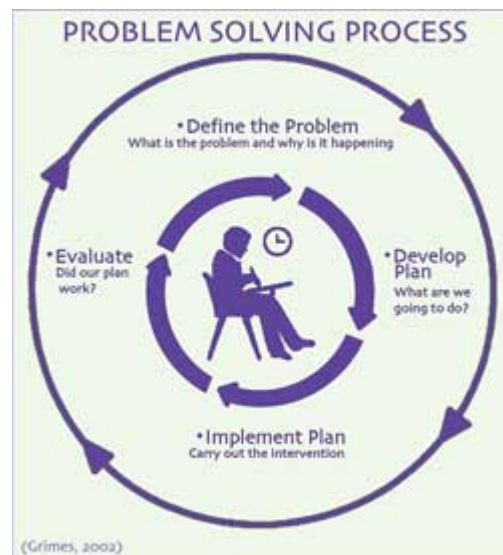 PROBLEM SOLVING PROCESS
•Define the Problem
What is the problem and why is it happening
•Evaluate
Did our plan
work?
•Develop
Plan
What are we
going to do?
•Implement Plan
Carry out the intervention
(Grimes, 2002)